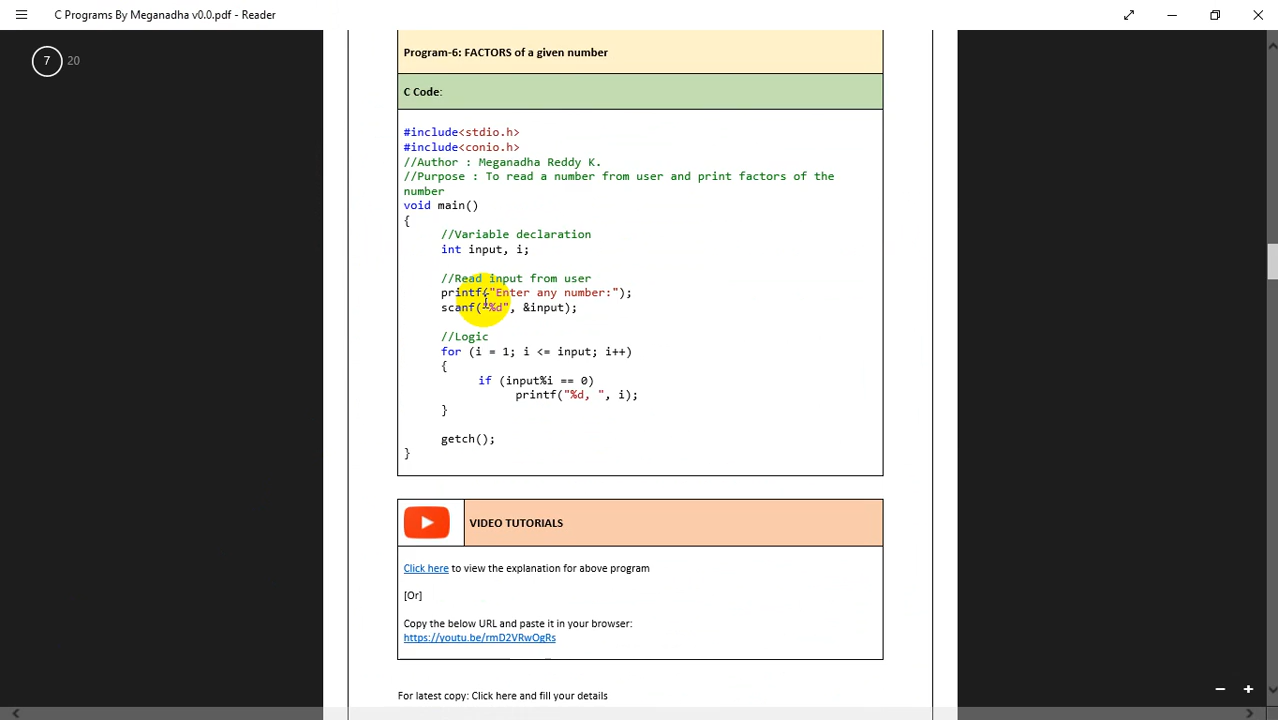 C Programs By Meganadha v0.0.pdf - Reader
7 20
Program-6: FACTORS of a given number
C Code:
#include<stdio.h>
#include<conio.h>
//Author : Meganadha Reddy K.
//Purpose : To read a number from user and print factors of the
number
void main()
{
//Variable declaration
int input, i;
//Read input from user
printf("Enter any number:");
scanf("%d", &input);
//Logic
for (i = 1; i <= input; i++)
{
if (input%i == 0)
printf("%d, ", i);
}
getch();
}
VIDEO TUTORIALS
Click here to view the explanation for above program
[Or]
Copy the below URL and paste it in your browser:
https://youtu.be/rmD2VRwOgRs
For latest copy: Click here and fill your details